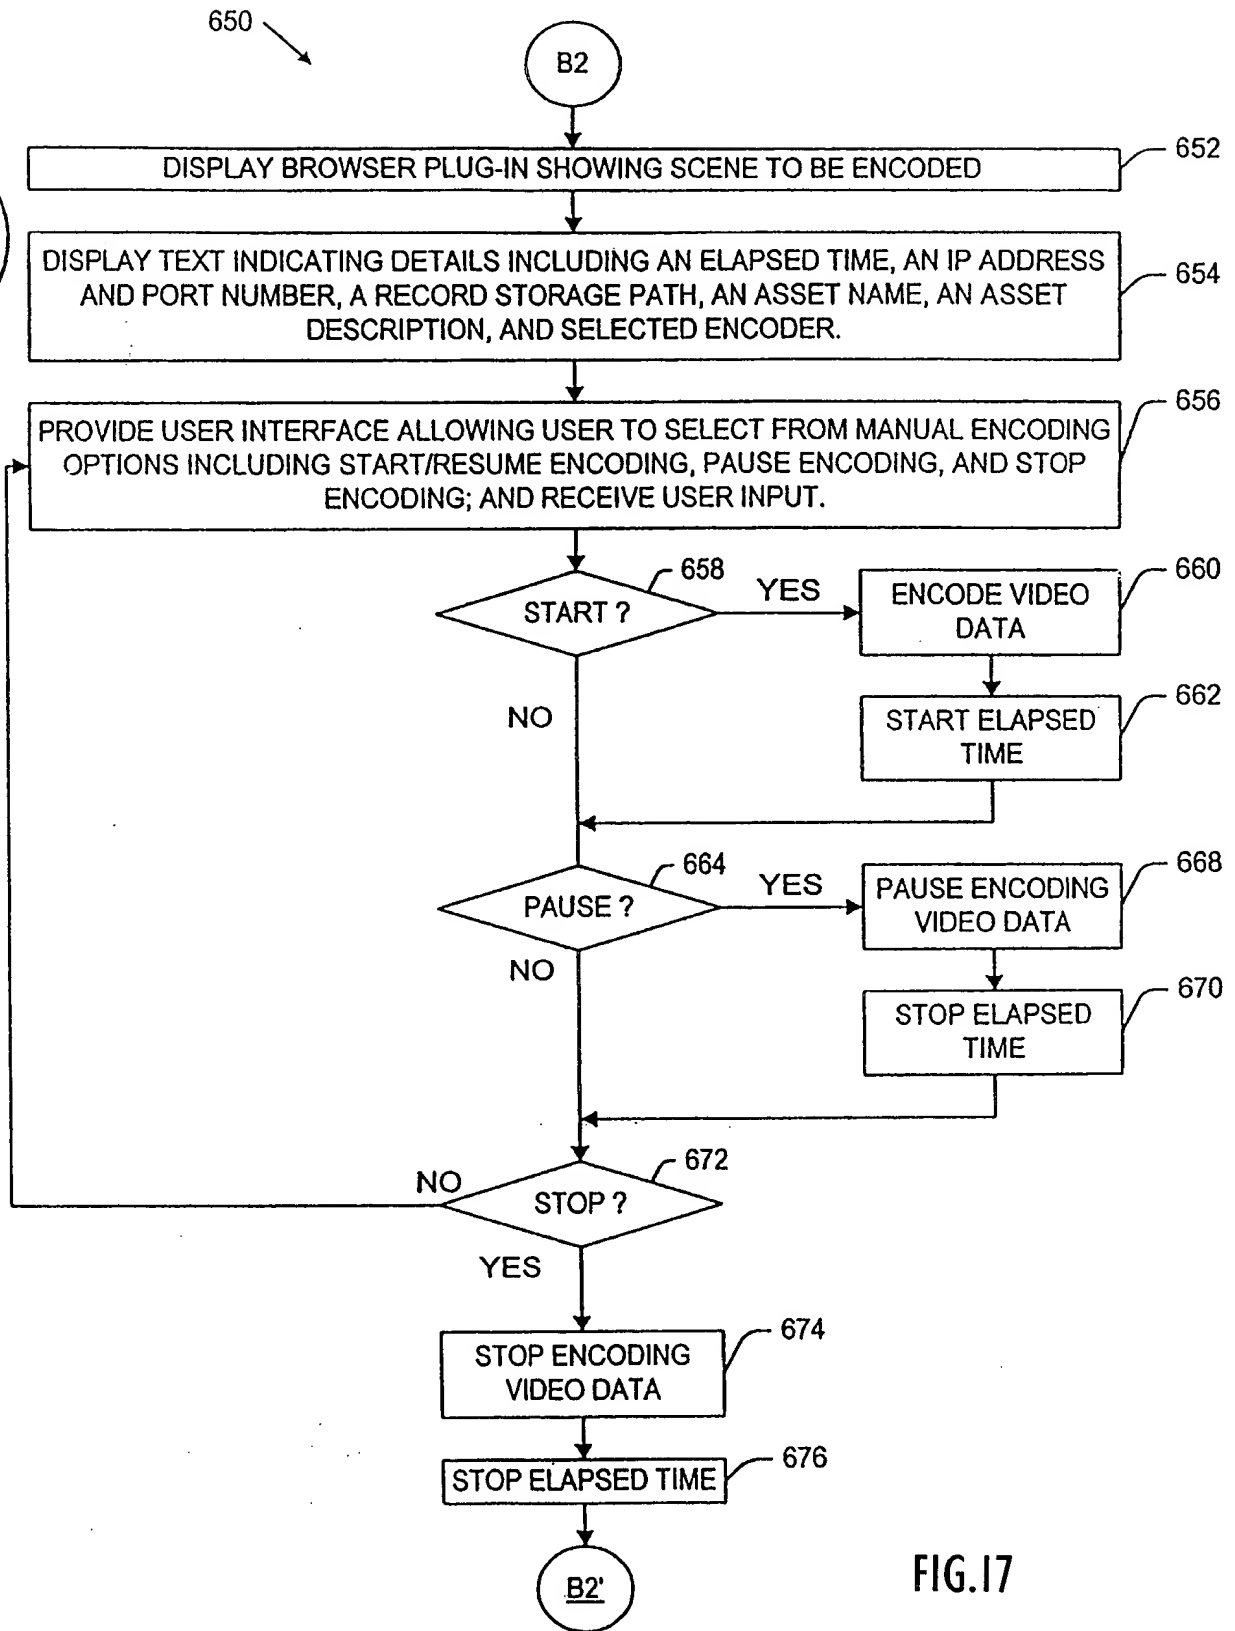 650
B2
DISPLAY BROWSER PLUG-IN SHOWING SCENE TO BE ENCODED
652
DISPLAY TEXT INDICATING DETAILS INCLUDING AN ELAPSED TIME, AN IP ADDRESS
AND PORT NUMBER, A RECORD STORAGE PATH, AN ASSET NAME, AN ASSET
DESCRIPTION, AND SELECTED ENCODER.
654
PROVIDE USER INTERFACE ALLOWING USER TO SELECT FROM MANUAL ENCODING
OPTIONS INCLUDING START/RESUME ENCODING, PAUSE ENCODING, AND STOP
ENCODING; AND RECEIVE USER INPUT.
656
START ?
658
YES
ENCODE VIDEO
DATA
660
NO
START ELAPSED
TIME
662
PAUSE ?
664
YES
PAUSE ENCODING
VIDEO DATA
668
NO
STOP ELAPSED
TIME
670
STOP ?
672
NO
YES
STOP ENCODING
VIDEO DATA
674
STOP ELAPSED TIME
676
B2'
FIG.17